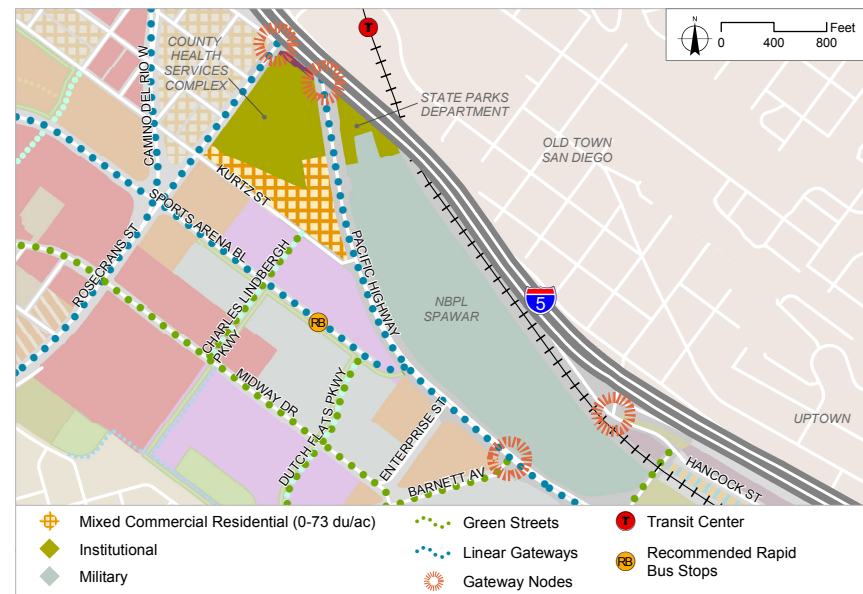 N
Feet
0 400 800
T
COUNTY
HEALTH
SERVICES
COMPLEX
STATE PARKS
DEPARTMENT
OLD TOWN
SAN DIEGO
CAMINO DEL RIO W
KURTZ ST
SPORTS ARENA BL
ROSECRANS ST
CHARLES LINDBERGH
PKWY
PACIFIC HIGHWAY
NBPL
SPAWAR
5
RB
MIDWAY DR
DUTCH FLATS PKWY
ENTERPRISE ST
BARNETT AV
UPTOWN
HANCOCK ST
Mixed Commercial Residential (0-73 du/ac)
Institutional
Military
Green Streets
Linear Gateways
Gateway Nodes
T Transit Center
RB Recommended Rapid
Bus Stops